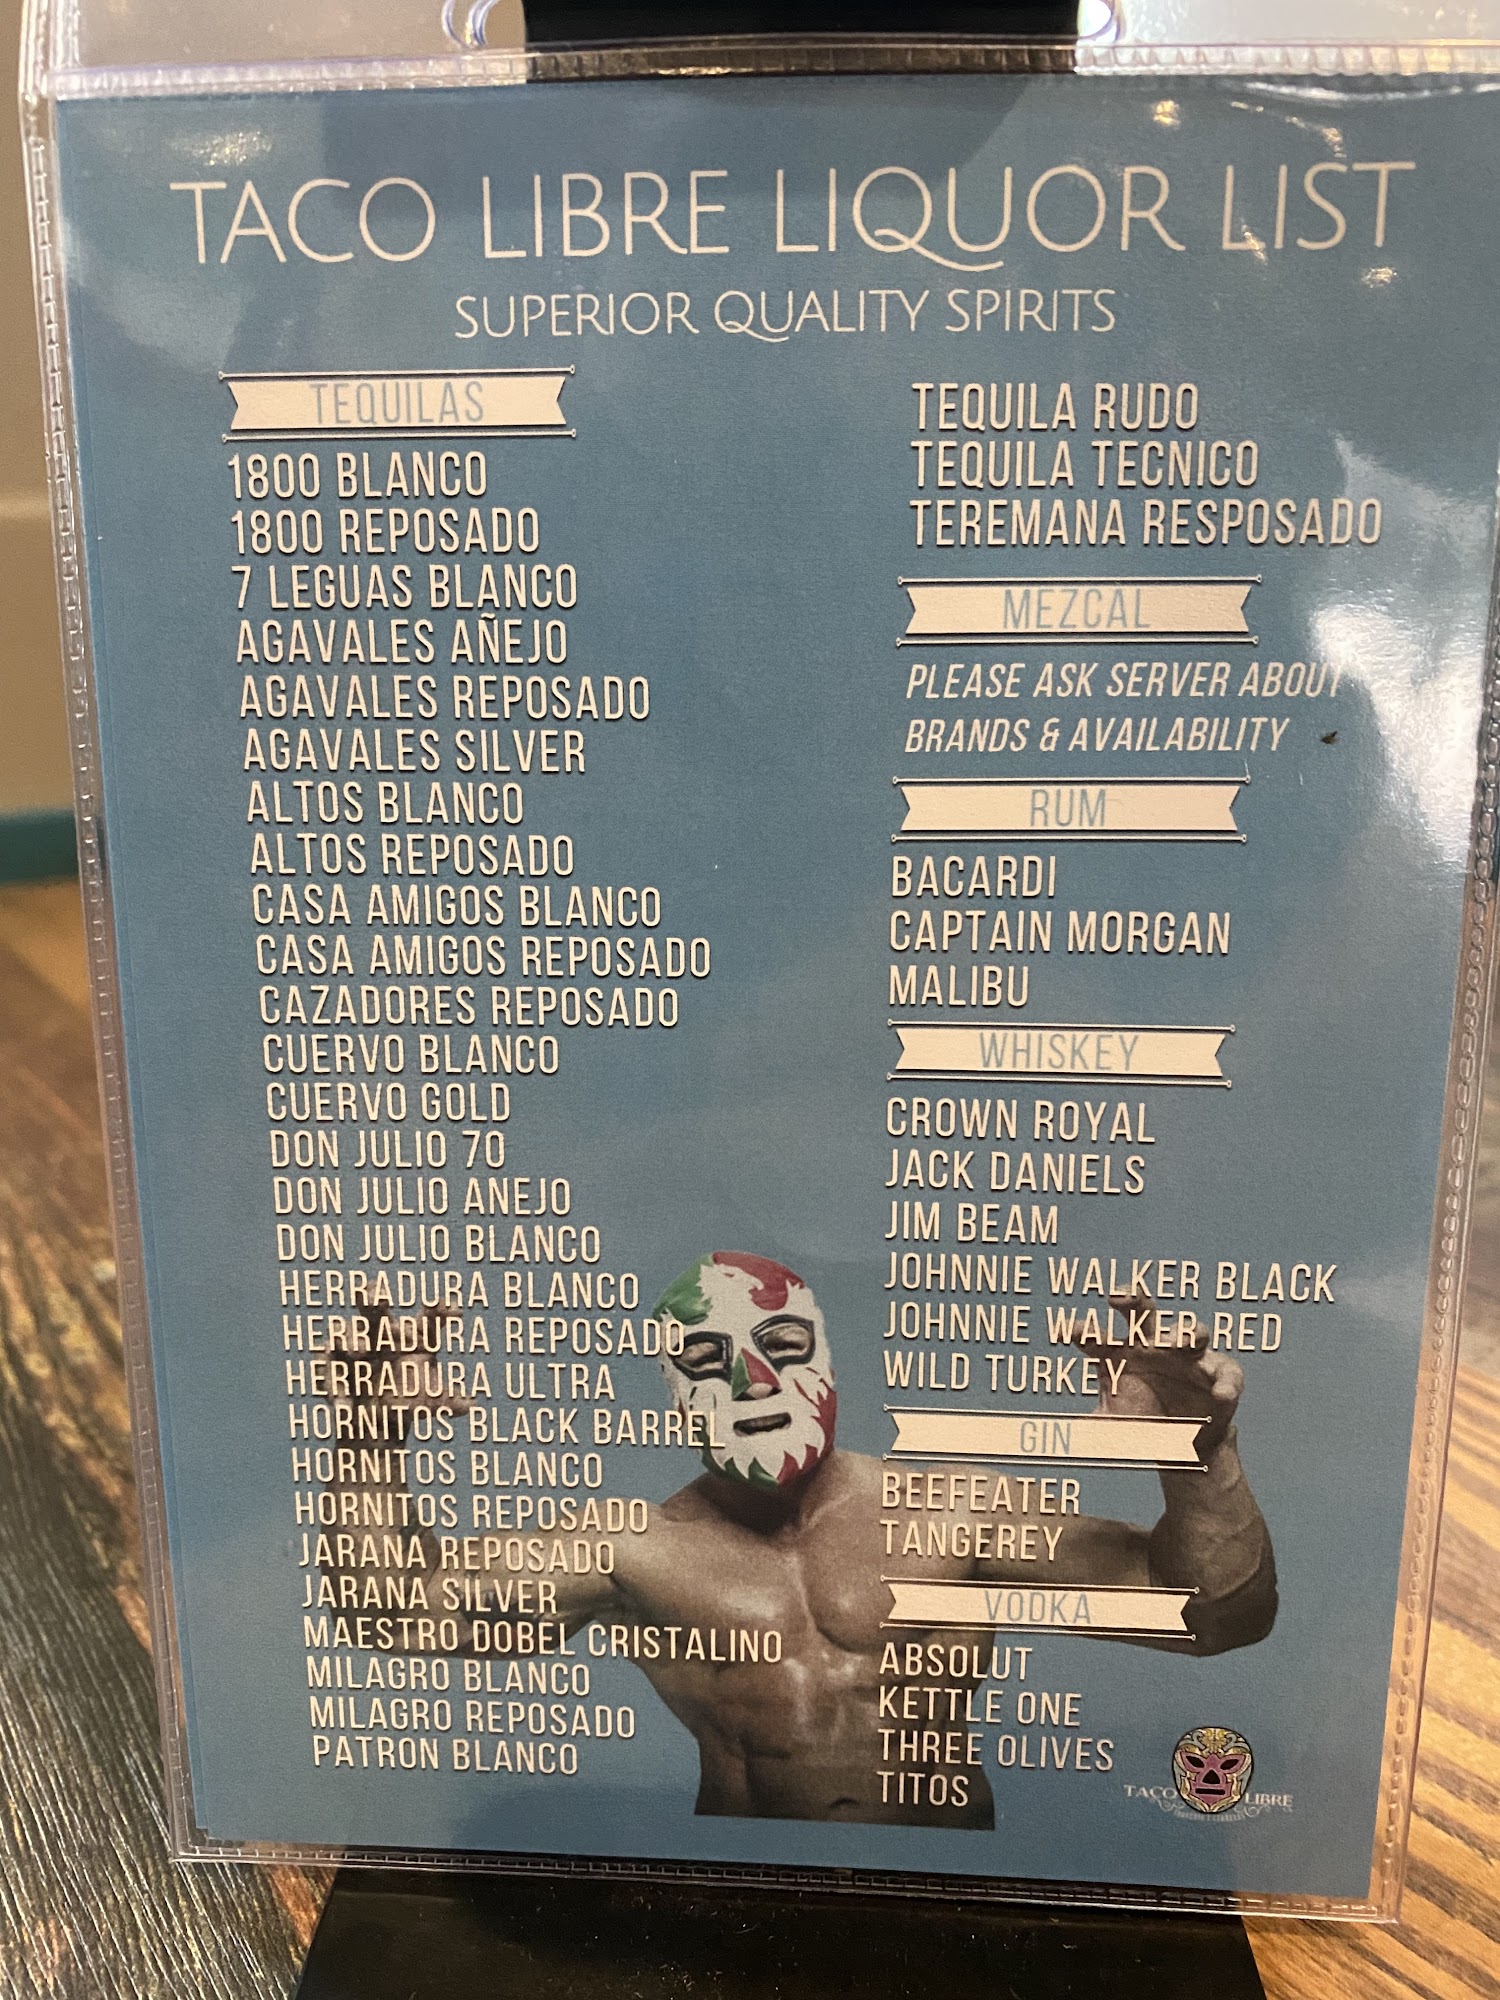 TACO LIBRE LIQUOR LIST
SUPERIOR QUALITY SPIRITS
TEQUILAS
1800 BLANCO
1800 REPOSADO
7 LEGUAS BLANCO
AGAVALES AÑEJO
AGAVALES REPOSADO
AGAVALES SILVER
ALTOS BLANCO
ALTOS REPOSADO
CASA AMIGOS BLANCO
CASA AMIGOS REPOSADO
CAZADORES REPOSADO
CUERVO BLANCO
CUERVO GOLD
DON JULIO 70
DON JULIO ANEJO
DON JULIO BLANCO
HERRADURA BLANCO
HERRADURA REPOSADO
HERRADURA ULTRA
HORNITOS BLACK BARREL
HORNITOS BLANCO
HORNITOS REPOSADO
JARANA REPOSADO
JARANA SILVER
MAESTRO DOBEL CRISTALINO
MILAGRO BLANCO
MILAGRO REPOSADO
PATRON BLANCO
TEQUILA RUDO
TEQUILA TECNICO
TEREMANA RESPOSADO
MEZCAL
PLEASE ASK SERVER ABOUT
BRANDS & AVAILABILITY
RUM
BACARDI
CAPTAIN MORGAN
MALIBU
WHISKEY
CROWN ROYAL
JACK DANIELS
JIM BEAM
JOHNNIE WALKER BLACK
JOHNNIE WALKER RED
WILD TURKEY
GIN
BEEFEATER
TANGEREY
VODKA
ABSOLUT
KETTLE ONE
THREE OLIVES
TITOS
TACO LIBRE